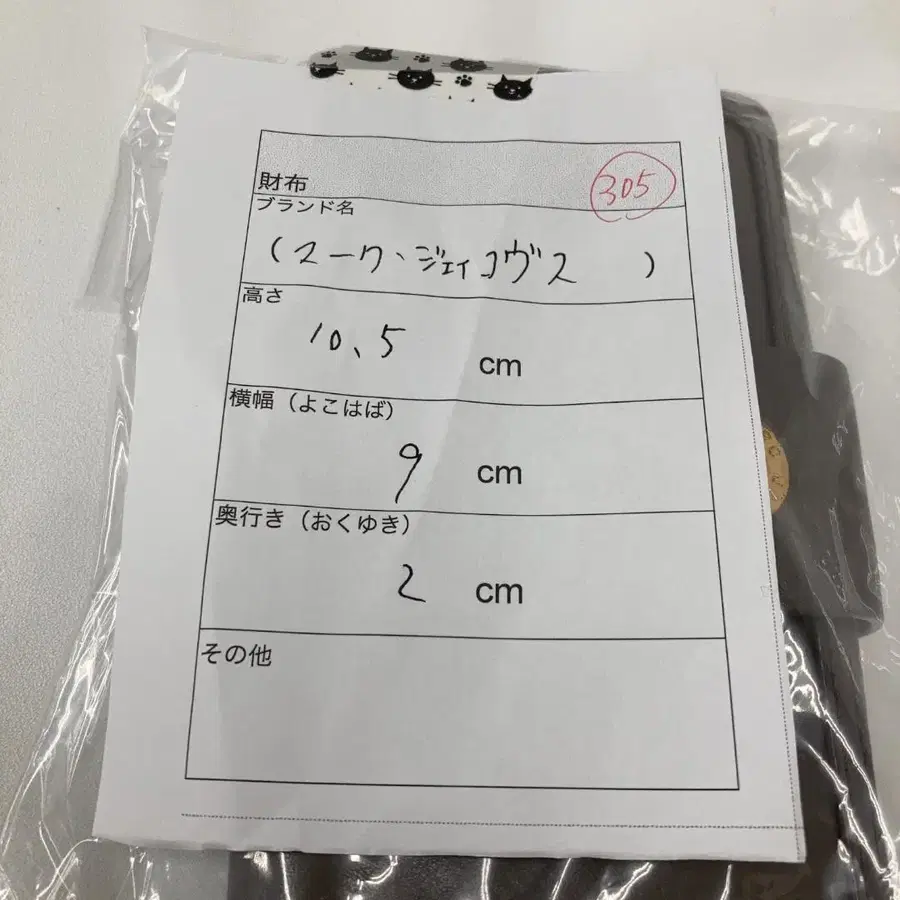 財布 305
ブランド名
(マーク・ジェイコヴス )
高さ
10、5 cm
横幅（よこはば）
9 cm
奥行き（おくゆき）
2 cm
その他